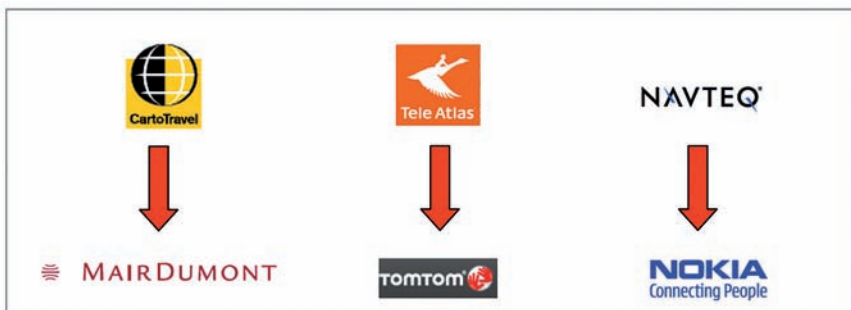 CartoTravel
Tele Atlas
NAVTEQ®
MAIRDUMONT
TOMTOM®
NOKIA
Connecting People